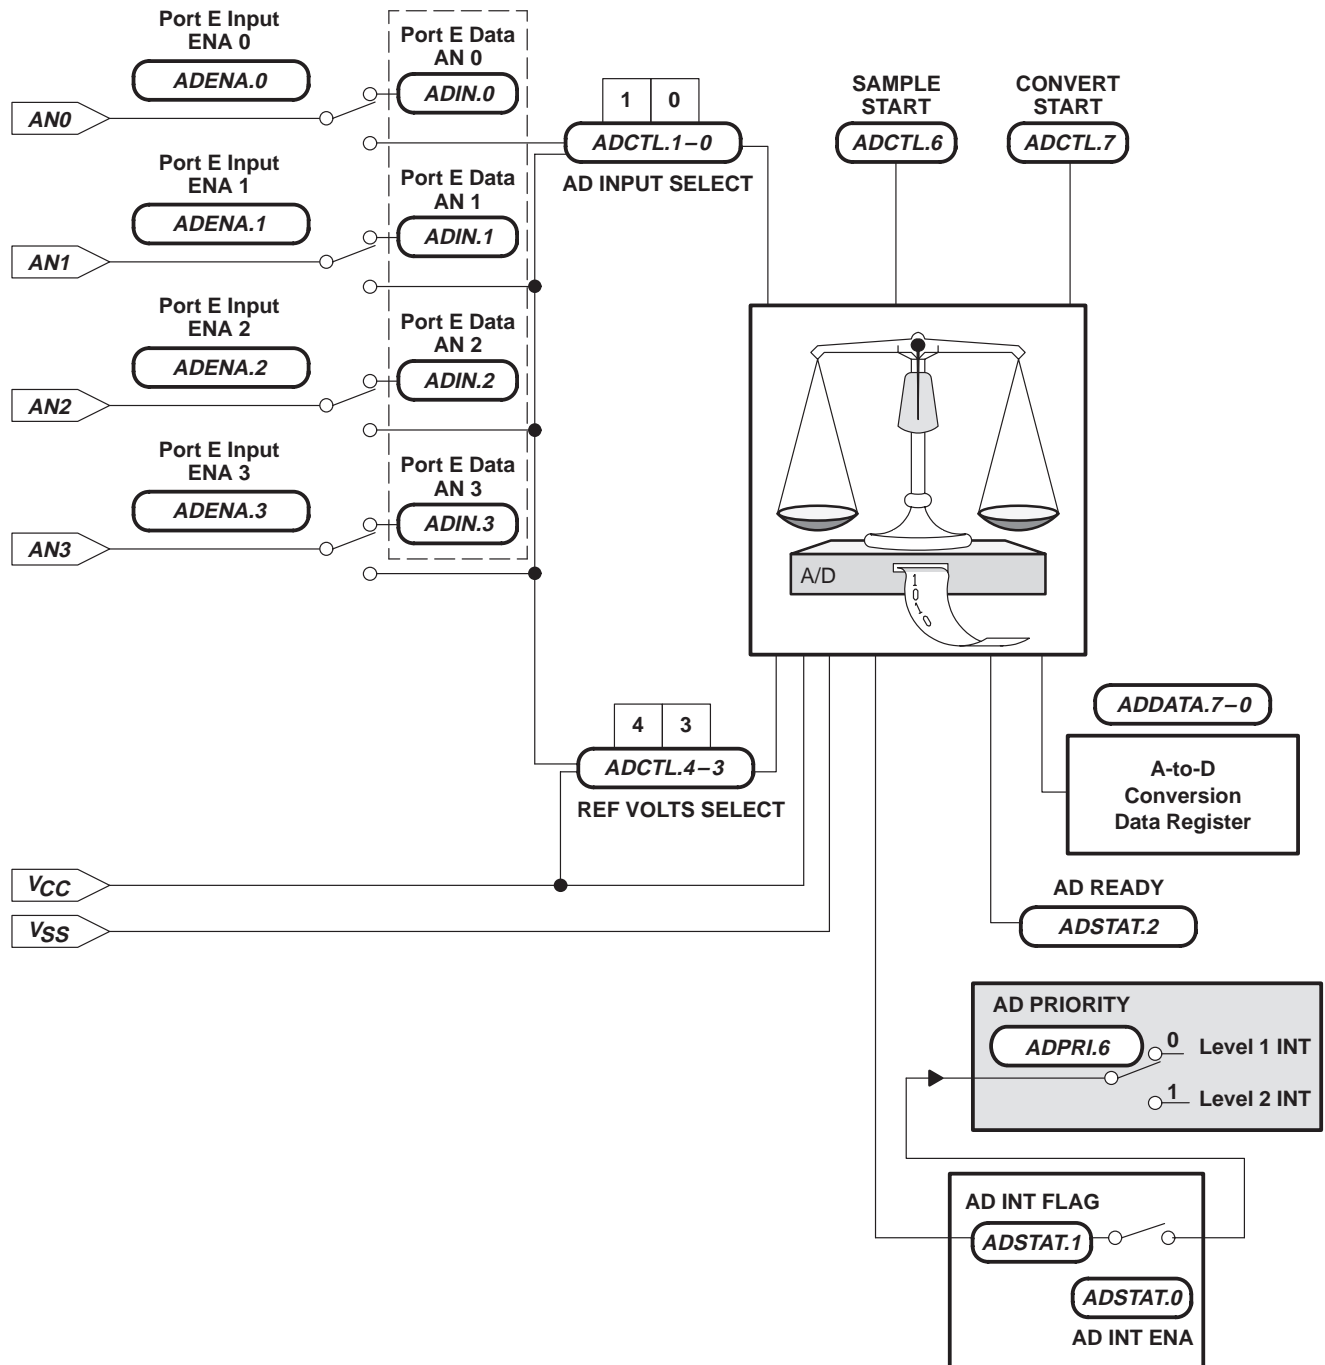 Port E Input
ENA 0
ADENA.0
AN0
Port E Data
AN 0
ADIN.0
1 0
ADCTL.1–0
AD INPUT SELECT
SAMPLE
START
ADCTL.6
CONVERT
START
ADCTL.7
Port E Input
ENA 1
ADENA.1
AN1
Port E Data
AN 1
ADIN.1
Port E Input
ENA 2
ADENA.2
AN2
Port E Data
AN 2
ADIN.2
Port E Input
ENA 3
ADENA.3
AN3
Port E Data
AN 3
ADIN.3
A/D
1
0
1
0
4 3
ADCTL.4–3
REF VOLTS SELECT
ADDATA.7–0
A-to-D
Conversion
Data Register
VCC
VSS
AD READY
ADSTAT.2
AD PRIORITY
ADPRI.6
0 Level 1 INT
1 Level 2 INT
AD INT FLAG
ADSTAT.1
ADSTAT.0
AD INT ENA